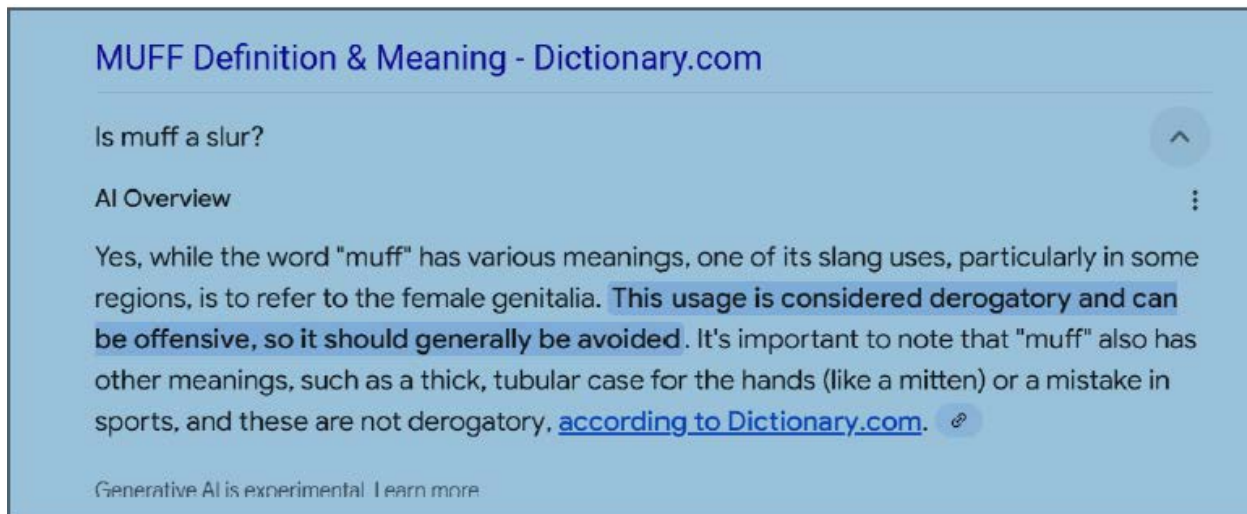 MUFF Definition & Meaning - Dictionary.com
Is muff a slur?
AI Overview
Yes, while the word "muff" has various meanings, one of its slang uses, particularly in some
regions, is to refer to the female genitalia. This usage is considered derogatory and can
be offensive, so it should generally be avoided. It's important to note that "muff" also has
other meanings, such as a thick, tubular case for the hands (like a mitten) or a mistake in
sports, and these are not derogatory, according to Dictionary.com.
Generative AI is experimental. Learn more